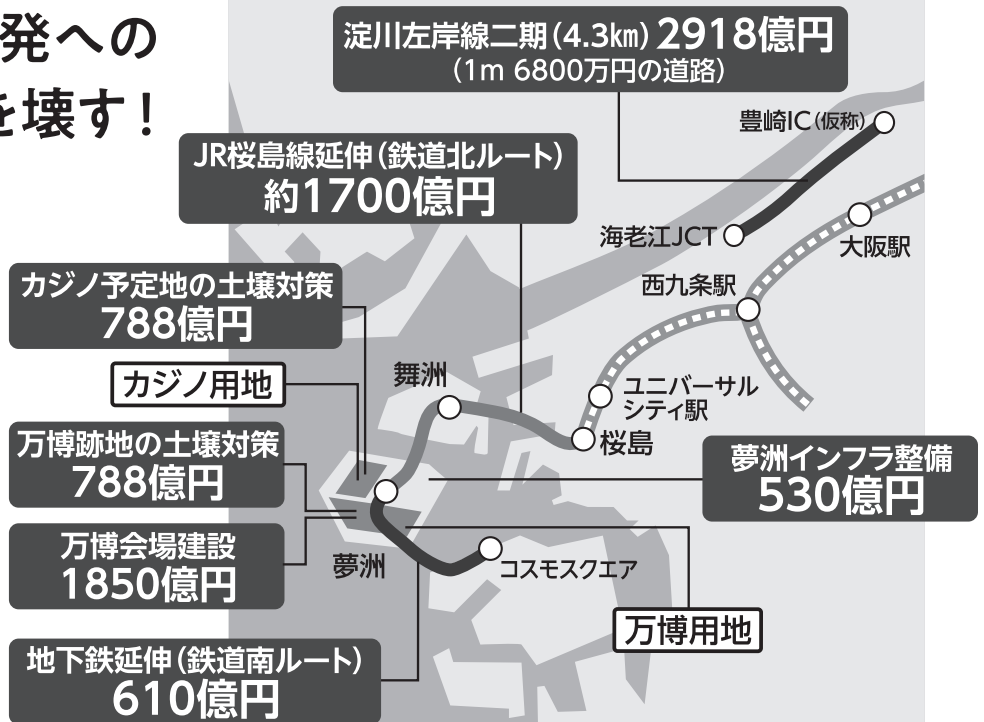 発への
を壊す!
淀川左岸線二期(4.3㎞)2918億円
(1m 6800万円の道路)
豊崎IC(仮称)
JR桜島線延伸(鉄道北ルート)
約1700億円
海老江JCT
大阪駅
西九条駅
カジノ予定地の土壌対策
788億円
カジノ用地
舞洲
ユニバーサル
シティ駅
桜島
万博跡地の土壌対策
788億円
夢洲インフラ整備
530億円
万博会場建設
1850億円
夢洲
コスモスクエア
万博用地
地下鉄延伸(鉄道南ルート)
610億円